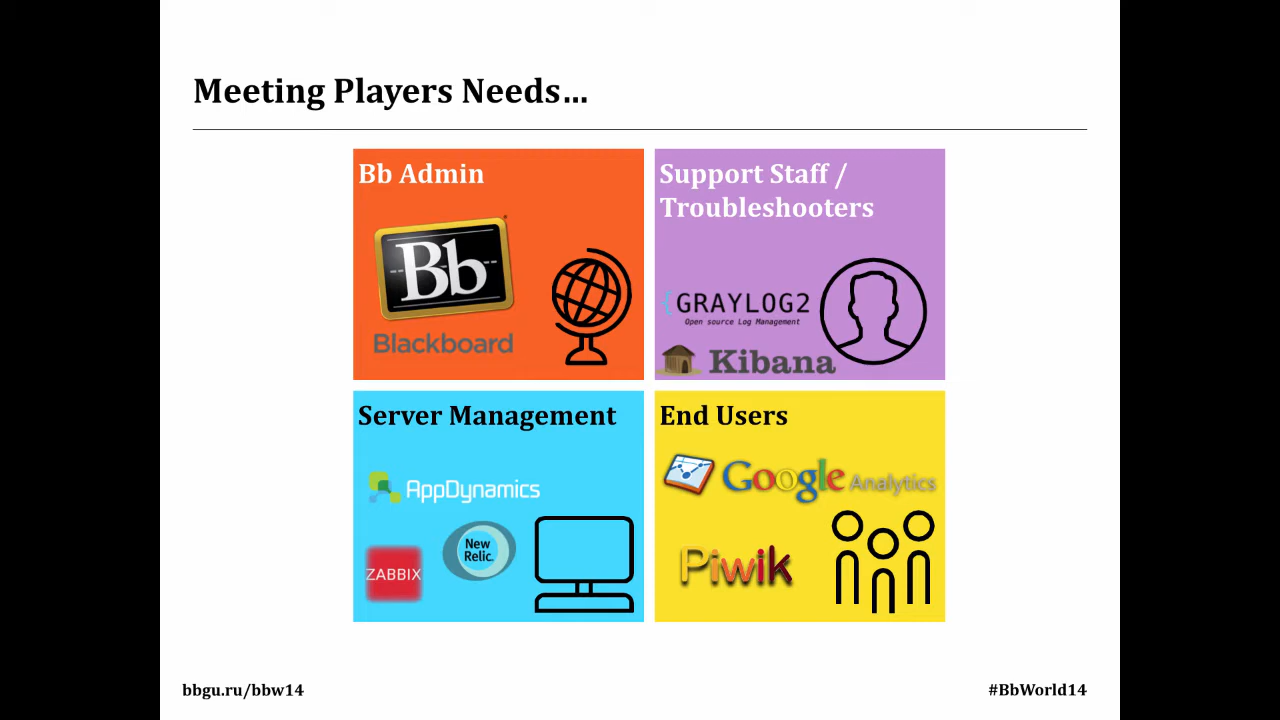 Meeting Players Needs...
Bb Admin
Bb
Blackboard
Support Staff /
Troubleshooters
{GRAYLOG2
Open source Log Management
Kibana
Server Management
AppDynamics
New
Relic.
ZABBIX
End Users
Google Analytics
Piwik
bbgu.ru/bbw14
#BbWorld14